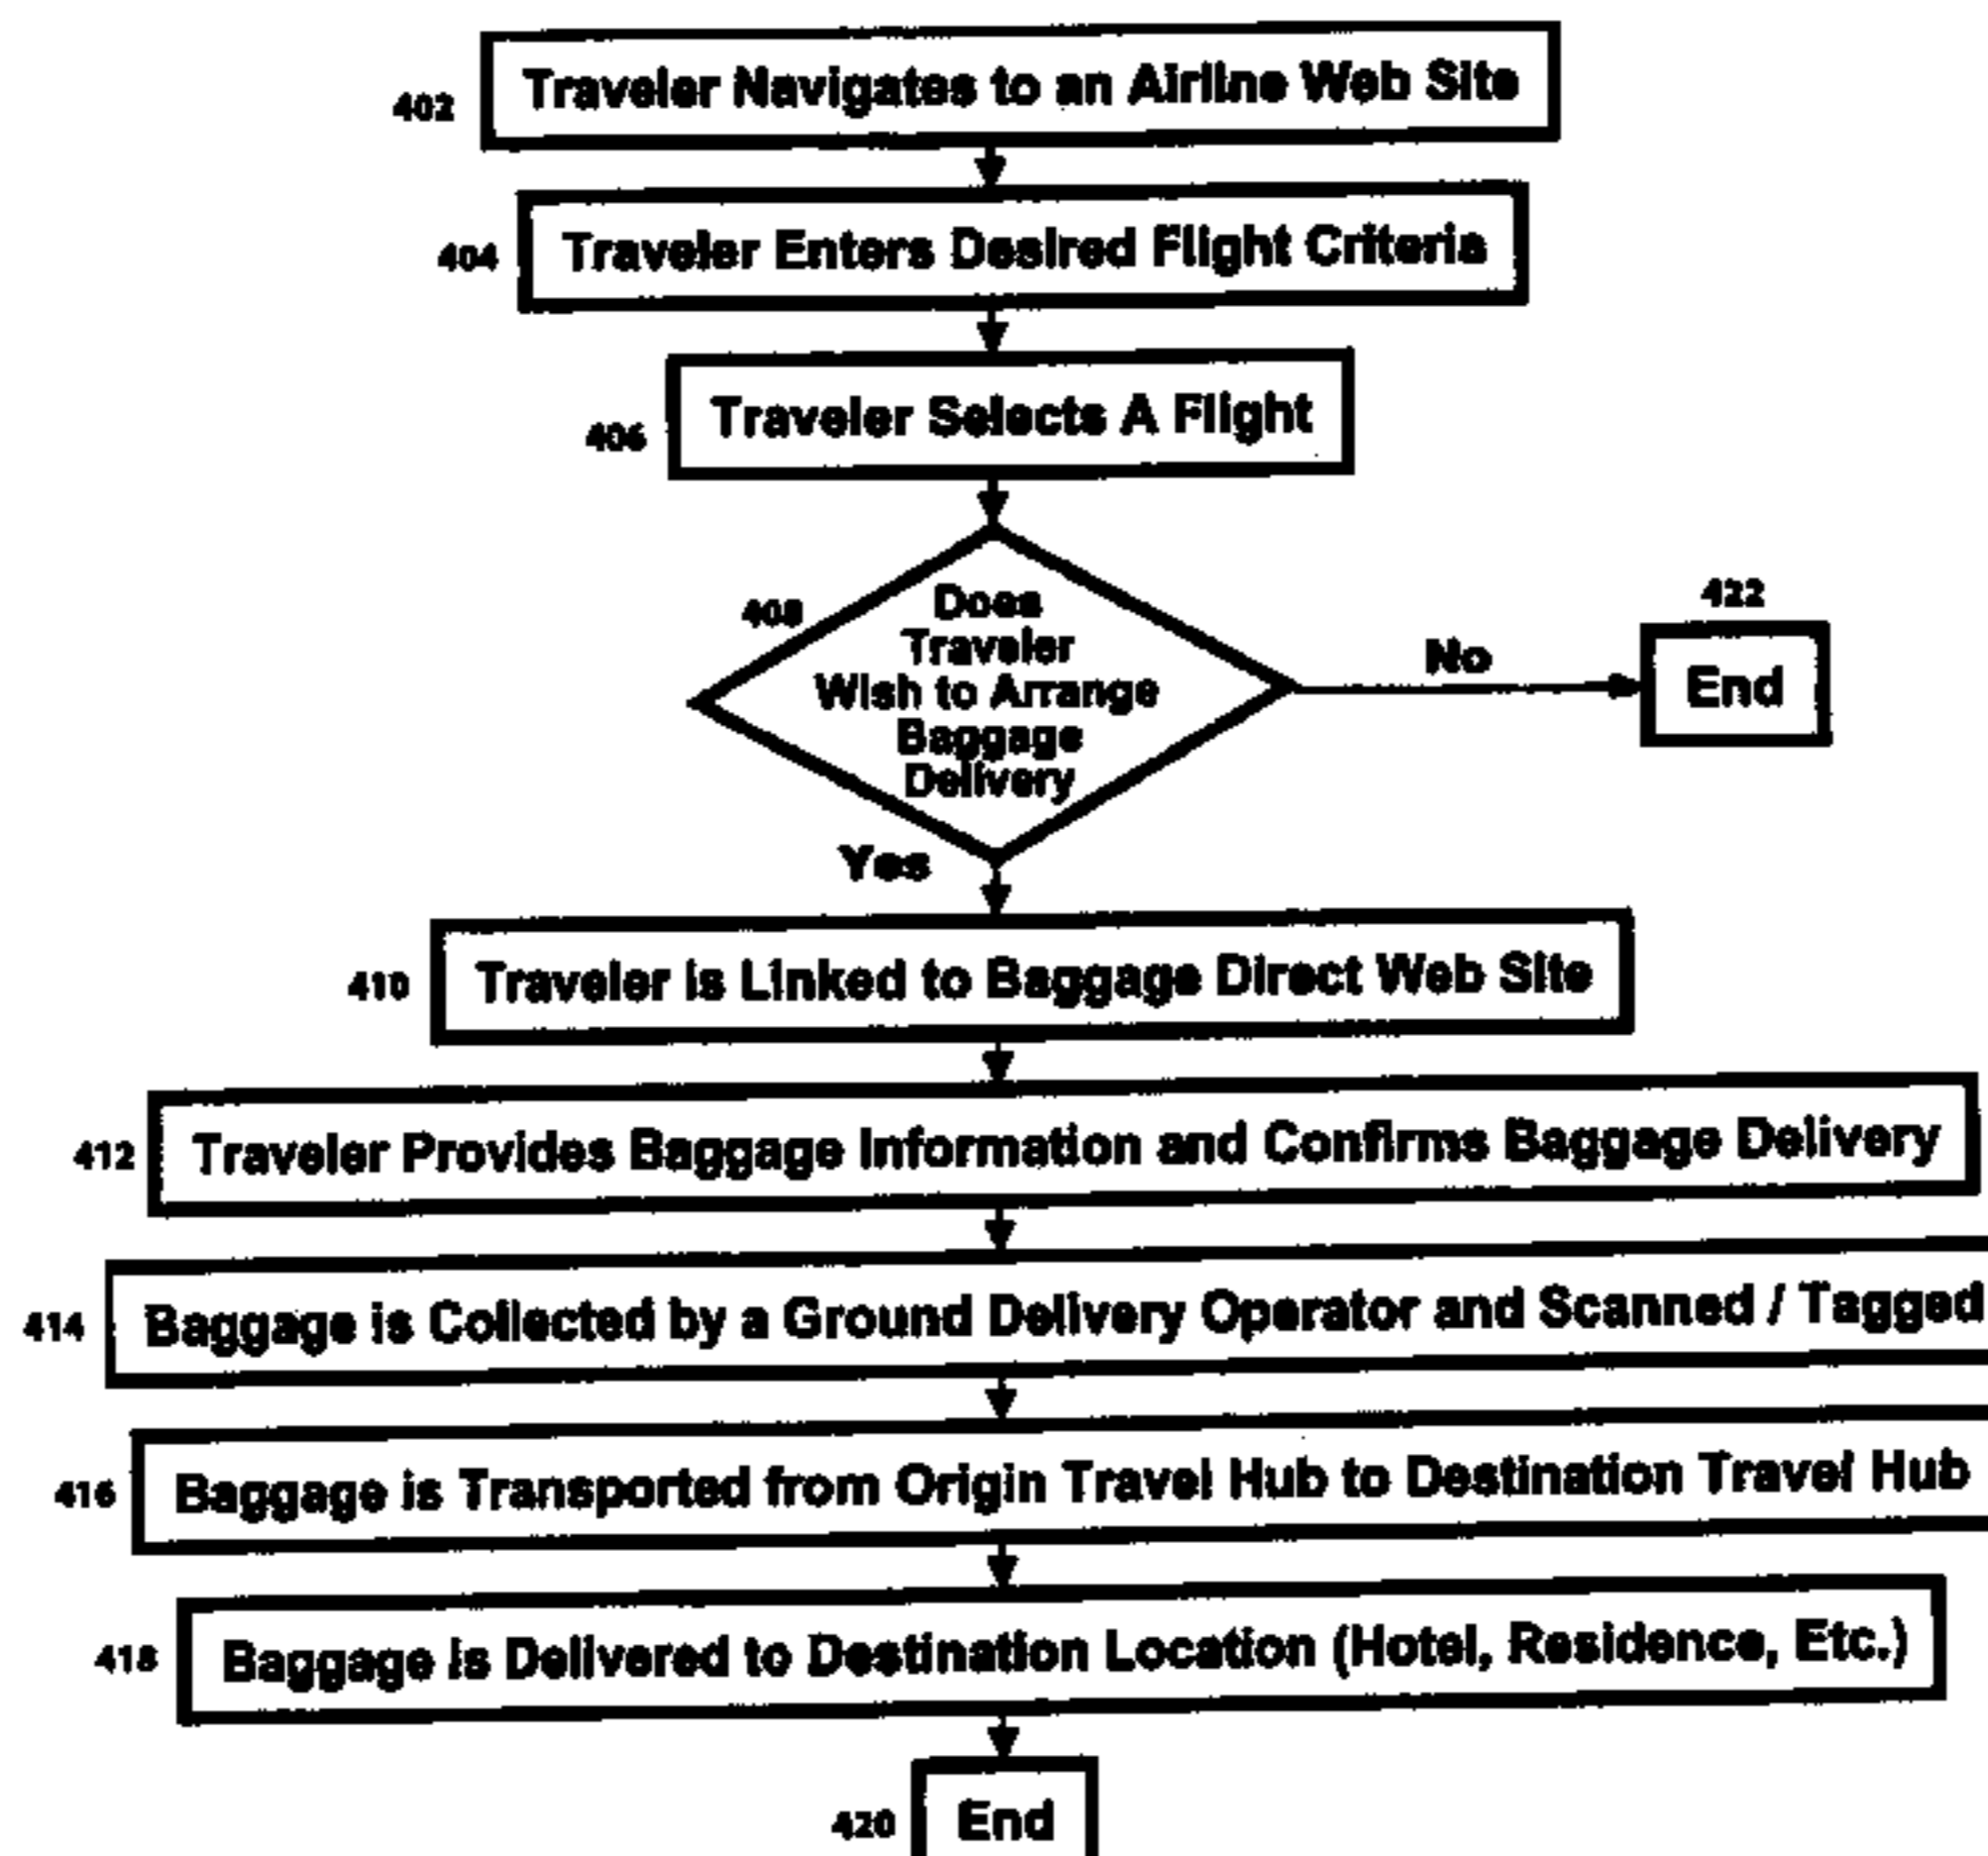 402 Traveler Navigates to an Airline Web Site
404 Traveler Enters Desired Flight Criteria
406 Traveler Selects A Flight
408
Does
Traveler
Wish to Arrange
Baggage
Delivery
No
422
End
Yes
410 Traveler is Linked to Baggage Direct Web Site
412 Traveler Provides Baggage Information and Confirms Baggage Delivery
414 Baggage is Collected by a Ground Delivery Operator and Scanned / Tagged
416 Baggage is Transported from Origin Travel Hub to Destination Travel Hub
418 Baggage is Delivered to Destination Location (Hotel, Residence, Etc.)
420 End